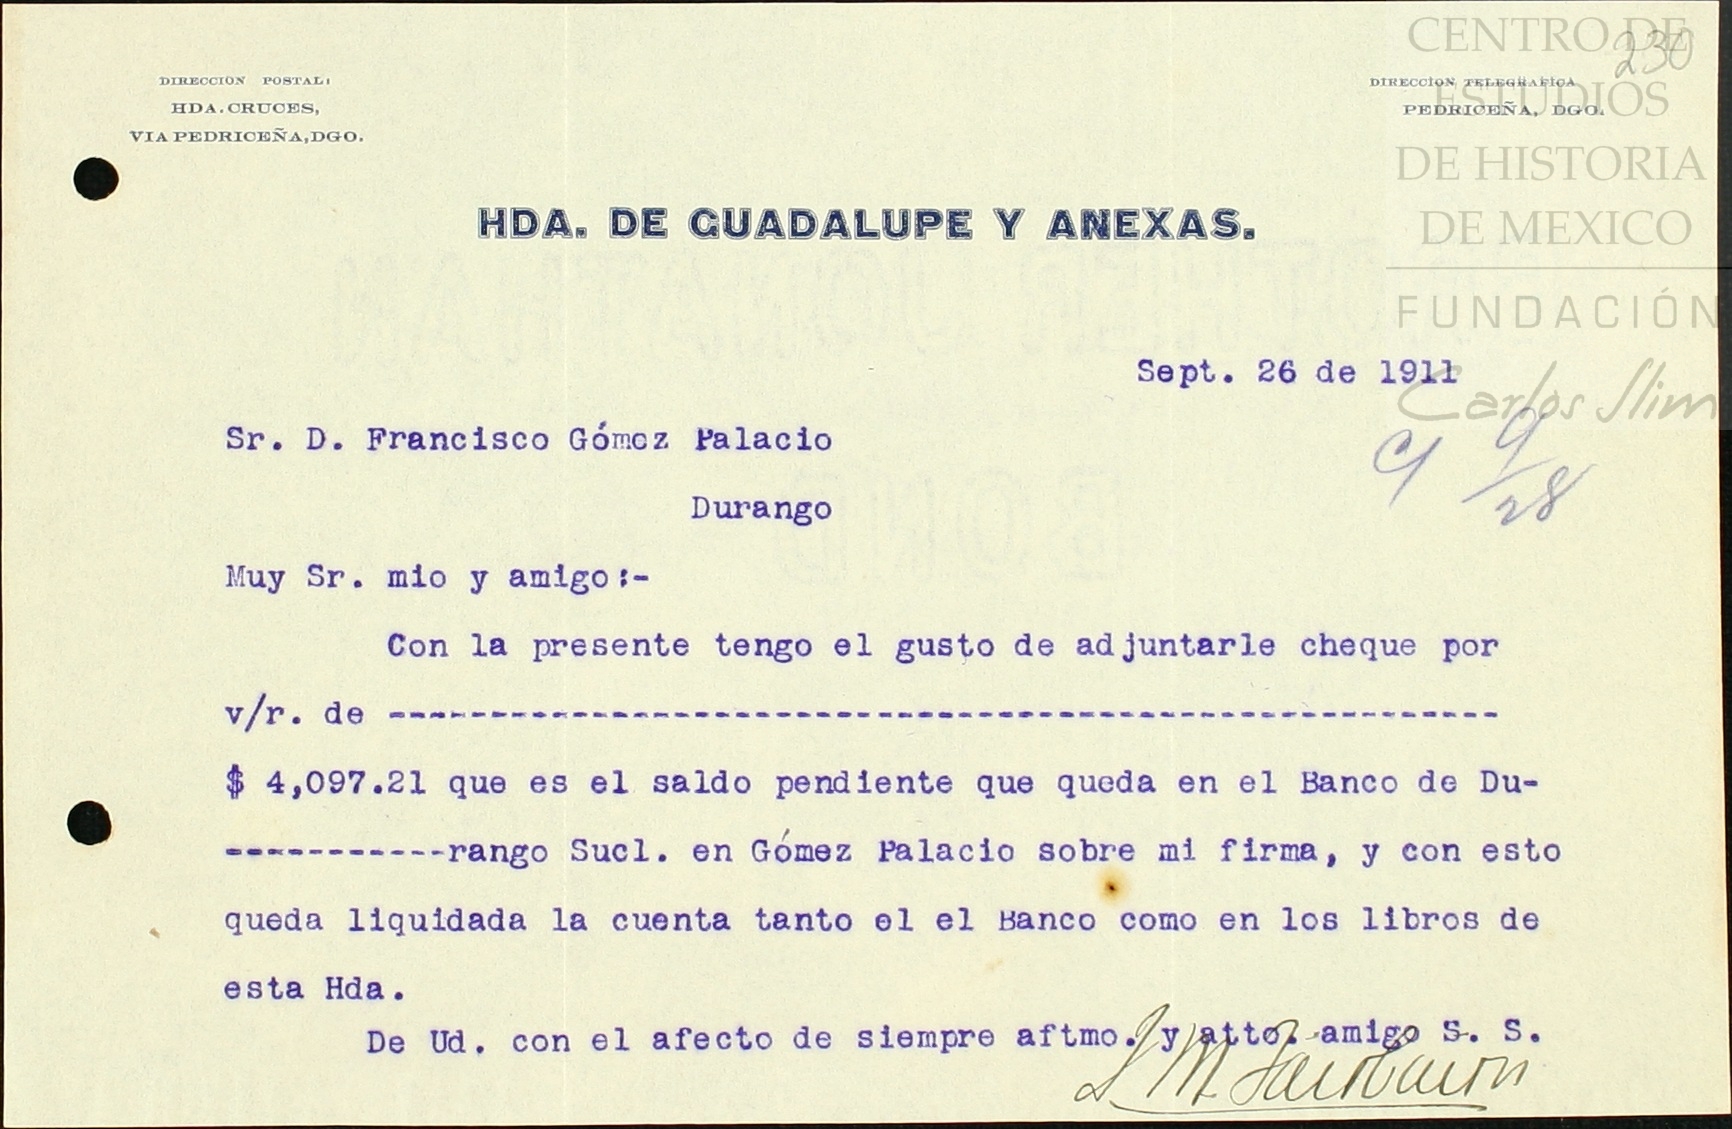 CENTRO DE
ESTUDIOS
DE HISTORIA
DE MEXICO
FUNDACIÓN
Carlos Slim
230
DIRECCION POSTAL:
HDA. CRUCES,
VIA PEDRICEÑA, DGO.
DIRECCION TELEGRAFICA
PEDRICEÑA, DGO.
HDA. DE GUADALUPE Y ANEXAS.
Sept. 26 de 1911
Sr. D. Francisco Gómez Palacio
Durango
9/28
Muy Sr. mio y amigo:-
Con la presente tengo el gusto de adjuntarle cheque por
v/r. de -------------------------------------------------------
$ 4,097.21 que es el saldo pendiente que queda en el Banco de Du-
-----------rango Sucl. en Gómez Palacio sobre mi firma, y con esto
queda liquidada la cuenta tanto el el Banco como en los libros de
esta Hda.
De Ud. con el afecto de siempre aftmo. y atto. amigo S. S.